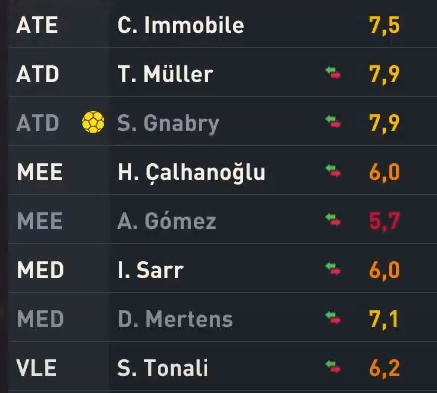 ATE C. Immobile 7,5
ATD T. Müller 7,9
ATD S. Gnabry 7,9
MEE H. Çalhanoğlu 6,0
MEE A. Gómez 5,7
MED I. Sarr 6,0
MED D. Mertens 7,1
VLE S. Tonali 6,2